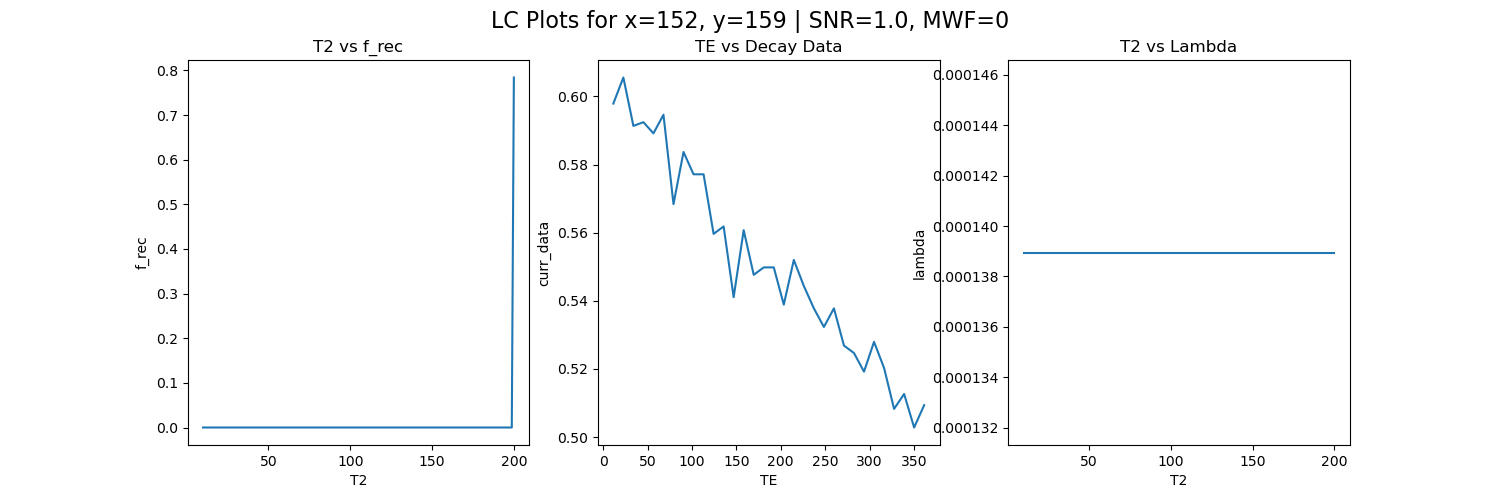 LC Plots for x=152, y=159 | SNR=1.0, MWF=0
T2 vs f_rec
0.8
0.7
0.6
0.5
0.4
0.3
0.2
0.1
0.0
f_rec
50 100 150 200
T2
TE vs Decay Data
0.60
0.58
0.56
0.54
0.52
0.50
curr_data
0 50 100 150 200 250 300 350
TE
T2 vs Lambda
0.000146
0.000144
0.000142
0.000140
0.000138
0.000136
0.000134
0.000132
lambda
50 100 150 200
T2